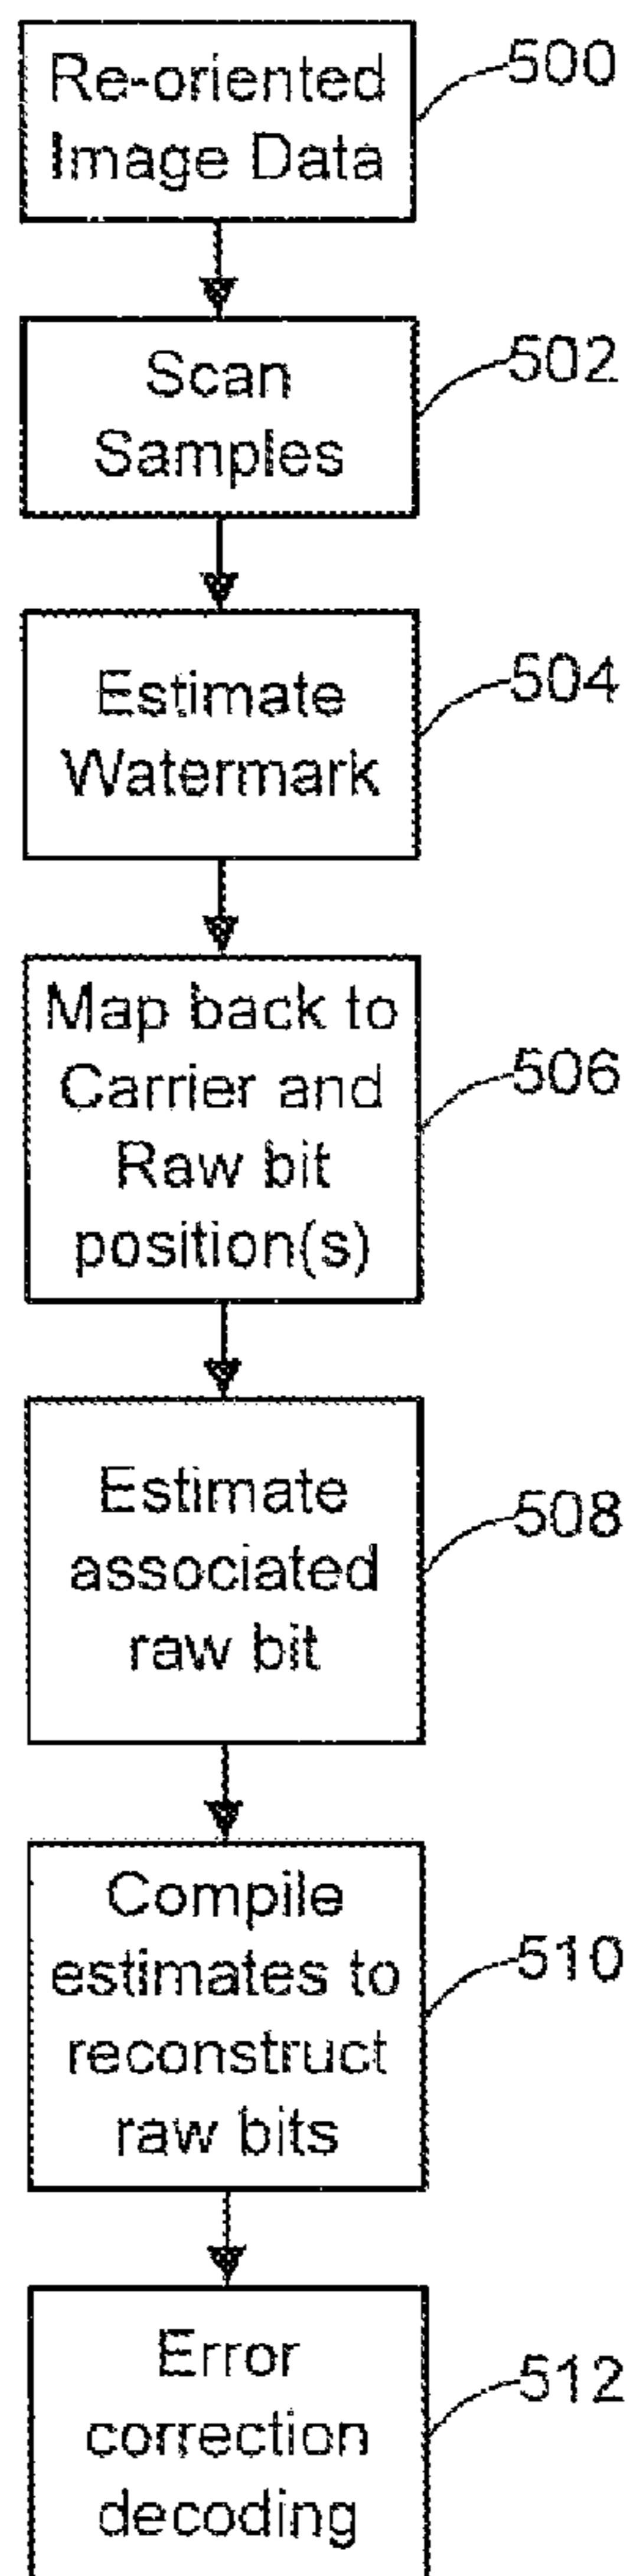 Re-oriented
Image Data
500
Scan
Samples
502
Estimate
Watermark
504
Map back to
Carrier and
Raw bit
position(s)
506
Estimate
associated
raw bit
508
Compile
estimates to
reconstruct
raw bits
510
Error
correction
decoding
512